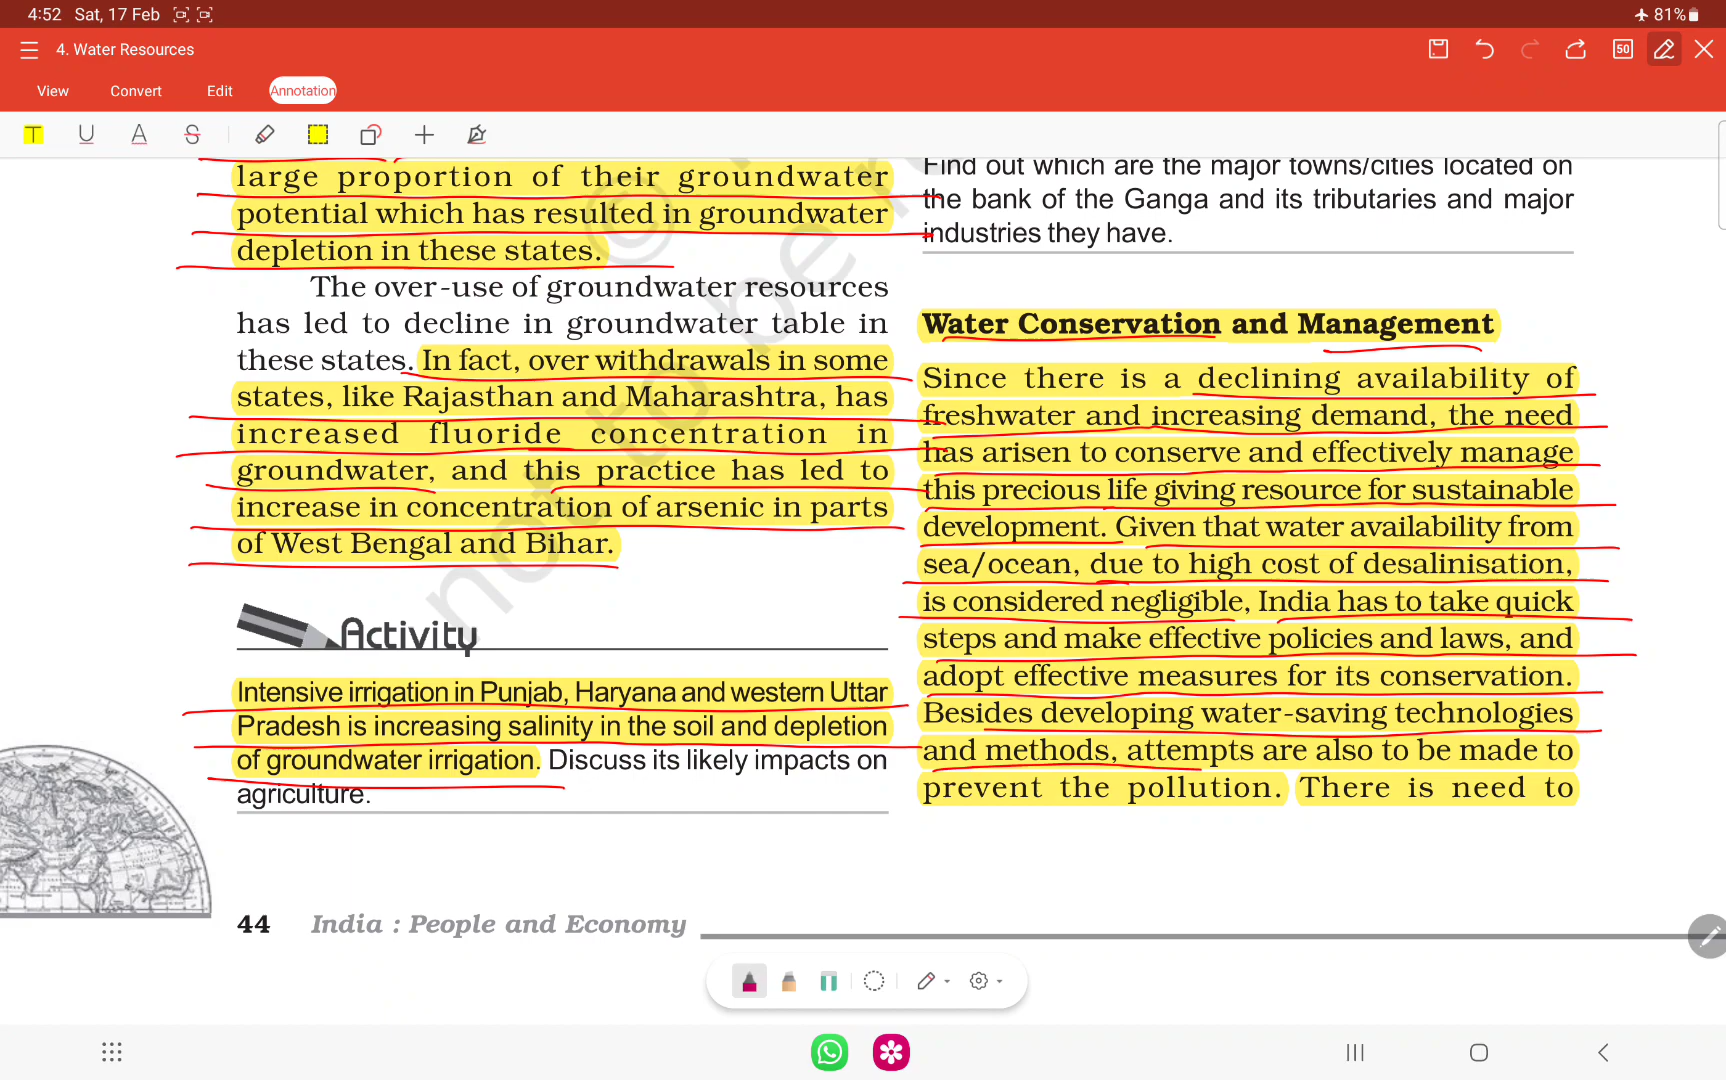 4:52 Sat, 17 Feb
81%
4. Water Resources
50
View Convert Edit Annotation
T U A S
large proportion of their groundwater
potential which has resulted in groundwater
depletion in these states.
The over-use of groundwater resources
has led to decline in groundwater table in
these states. In fact, over withdrawals in some
states, like Rajasthan and Maharashtra, has
increased fluoride concentration in
groundwater, and this practice has led to
increase in concentration of arsenic in parts
of West Bengal and Bihar.
Activity
Intensive irrigation in Punjab, Haryana and western Uttar
Pradesh is increasing salinity in the soil and depletion
of groundwater irrigation. Discuss its likely impacts on
agriculture.
Find out which are the major towns/cities located on
the bank of the Ganga and its tributaries and major
industries they have.
Water Conservation and Management
Since there is a declining availability of
freshwater and increasing demand, the need
has arisen to conserve and effectively manage
this precious life giving resource for sustainable
development. Given that water availability from
sea/ocean, due to high cost of desalinisation,
is considered negligible, India has to take quick
steps and make effective policies and laws, and
adopt effective measures for its conservation.
Besides developing water-saving technologies
and methods, attempts are also to be made to
prevent the pollution. There is need to
44 India : People and Economy
© not to be